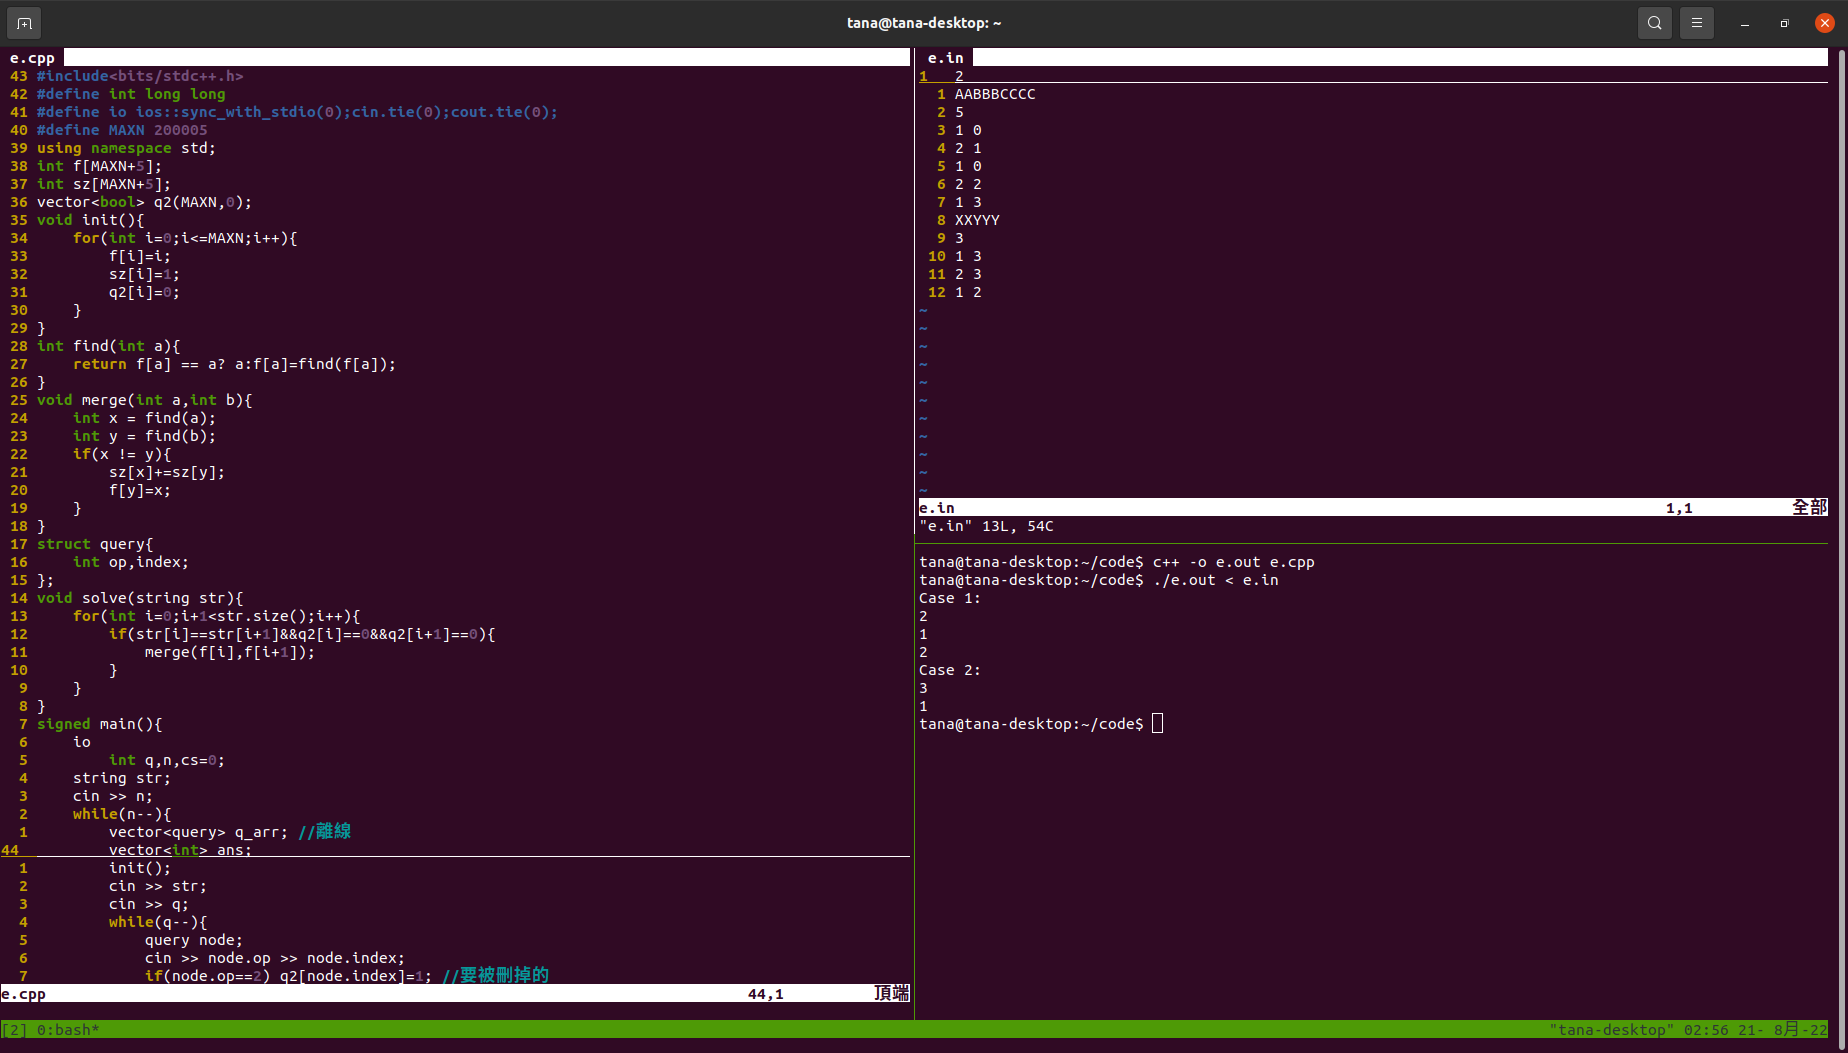 tana@tana-desktop: ~
e.cpp
43 #include<bits/stdc++.h>
42 #define int long long
41 #define io ios::sync_with_stdio(0);cin.tie(0);cout.tie(0);
40 #define MAXN 200005
39 using namespace std;
38 int f[MAXN+5];
37 int sz[MAXN+5];
36 vector<bool> q2(MAXN,0);
35 void init(){
34     for(int i=0;i<=MAXN;i++){
33         f[i]=i;
32         sz[i]=1;
31         q2[i]=0;
30     }
29 }
28 int find(int a){
27     return f[a] == a? a:f[a]=find(f[a]);
26 }
25 void merge(int a,int b){
24     int x = find(a);
23     int y = find(b);
22     if(x != y){
21         sz[x]+=sz[y];
20         f[y]=x;
19     }
18 }
17 struct query{
16     int op,index;
15 };
14 void solve(string str){
13     for(int i=0;i+1<str.size();i++){
12         if(str[i]==str[i+1]&&q2[i]==0&&q2[i+1]==0){
11             merge(f[i],f[i+1]);
10         }
9     }
8 }
7 signed main(){
6     io
5         int q,n,cs=0;
4     string str;
3     cin >> n;
2     while(n--){
1         vector<query> q_arr; //離線
44         vector<int> ans;
1         init();
2         cin >> str;
3         cin >> q;
4         while(q--){
5             query node;
6             cin >> node.op >> node.index;
7             if(node.op==2) q2[node.index]=1; //要被刪掉的
e.cpp 44,1 頂端
e.in
1 2
1 AABBBCCCC
2 5
3 1 0
4 2 1
5 1 0
6 2 2
7 1 3
8 XXYYY
9 3
10 1 3
11 2 3
12 1 2
~
~
~
~
~
~
~
~
~
~
~
e.in 1,1 全部
"e.in" 13L, 54C
tana@tana-desktop:~/code$ c++ -o e.out e.cpp
tana@tana-desktop:~/code$ ./e.out < e.in
Case 1:
2
1
2
Case 2:
3
1
tana@tana-desktop:~/code$
[2] 0:bash* "tana-desktop" 02:56 21- 8月-22